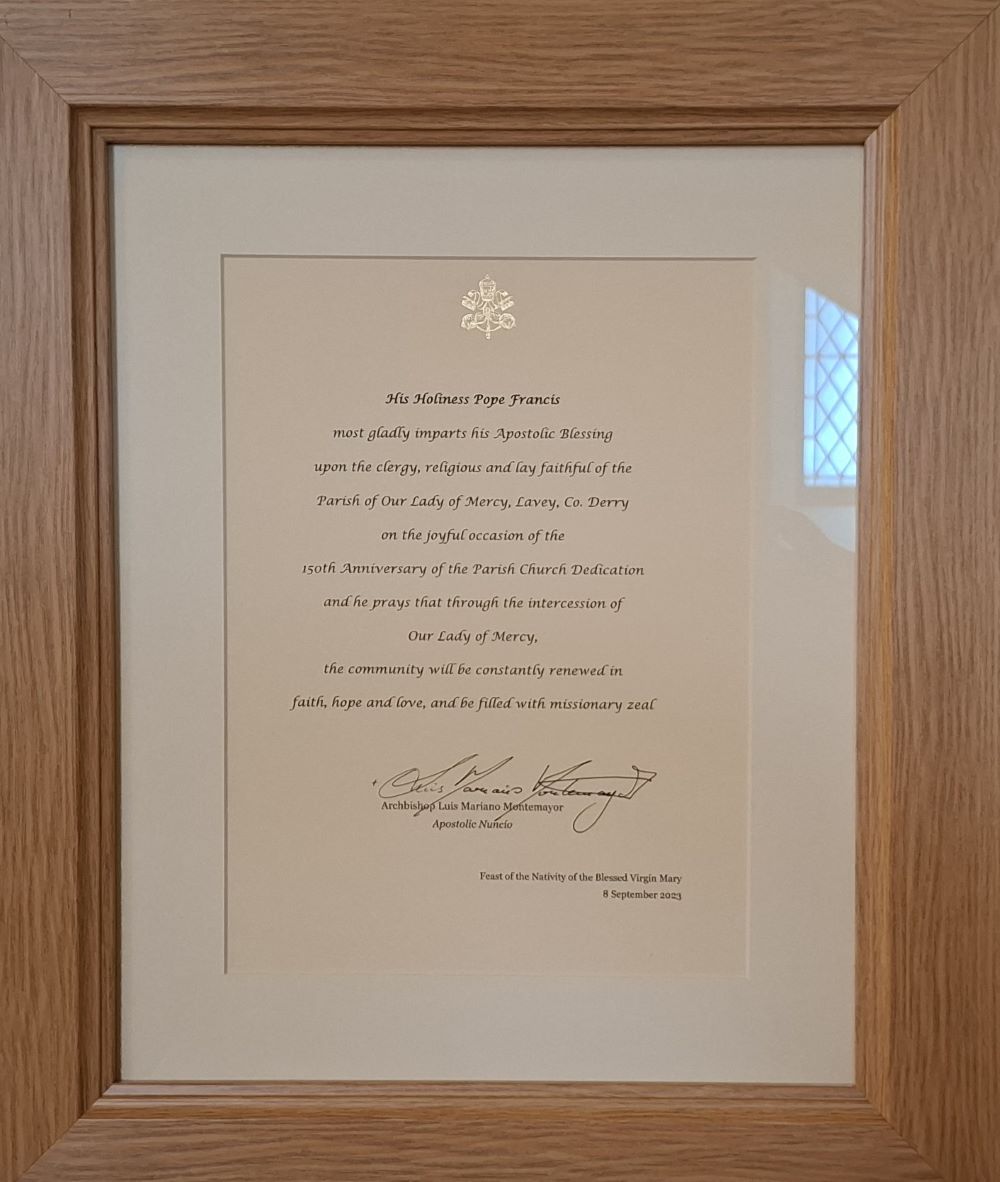 His Holiness Pope Francis
most gladly imparts his Apostolic Blessing
upon the clergy, religious and lay faithful of the
Parish of Our Lady of Mercy, Lavey, Co. Derry
on the joyful occasion of the
150th Anniversary of the Parish Church Dedication
and he prays that through the intercession of
Our Lady of Mercy,
the community will be constantly renewed in
faith, hope and love, and be filled with missionary zeal
+ Luis Mariano Montemayor
Archbishop Luis Mariano Montemayor
Apostolic Nuncio
Feast of the Nativity of the Blessed Virgin Mary
8 September 2023